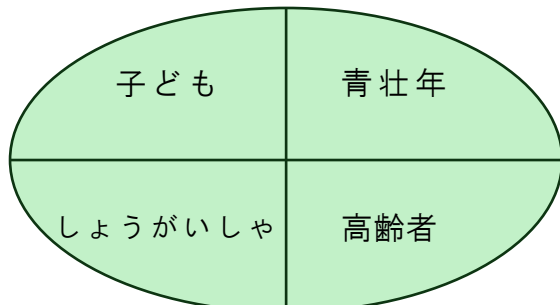 子ども
青壮年
しょうがいしゃ
高齢者